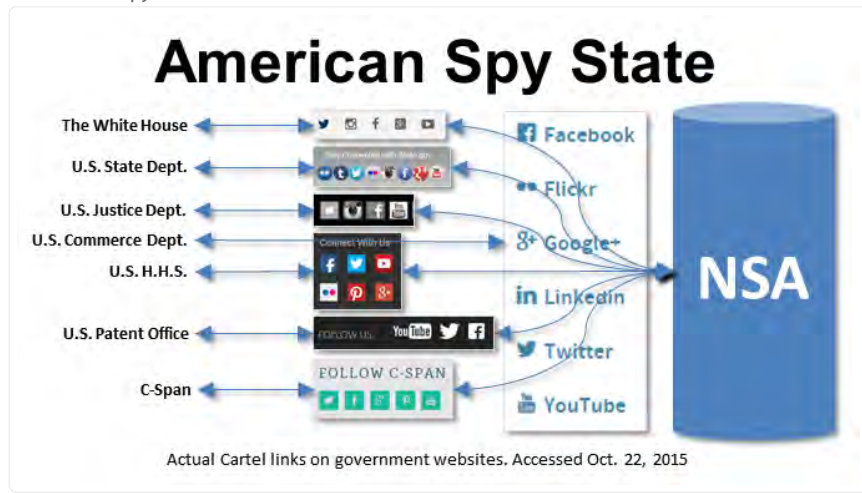 American Spy State
The White House
U.S. State Dept.
U.S. Justice Dept.
U.S. Commerce Dept.
U.S. H.H.S.
U.S. Patent Office
C-Span
Connect With Us
FOLLOW US
YouTube
FOLLOW C-SPAN
Facebook
Flickr
Google+
Linkedin
Twitter
YouTube
NSA
Actual Cartel links on government websites. Accessed Oct. 22, 2015